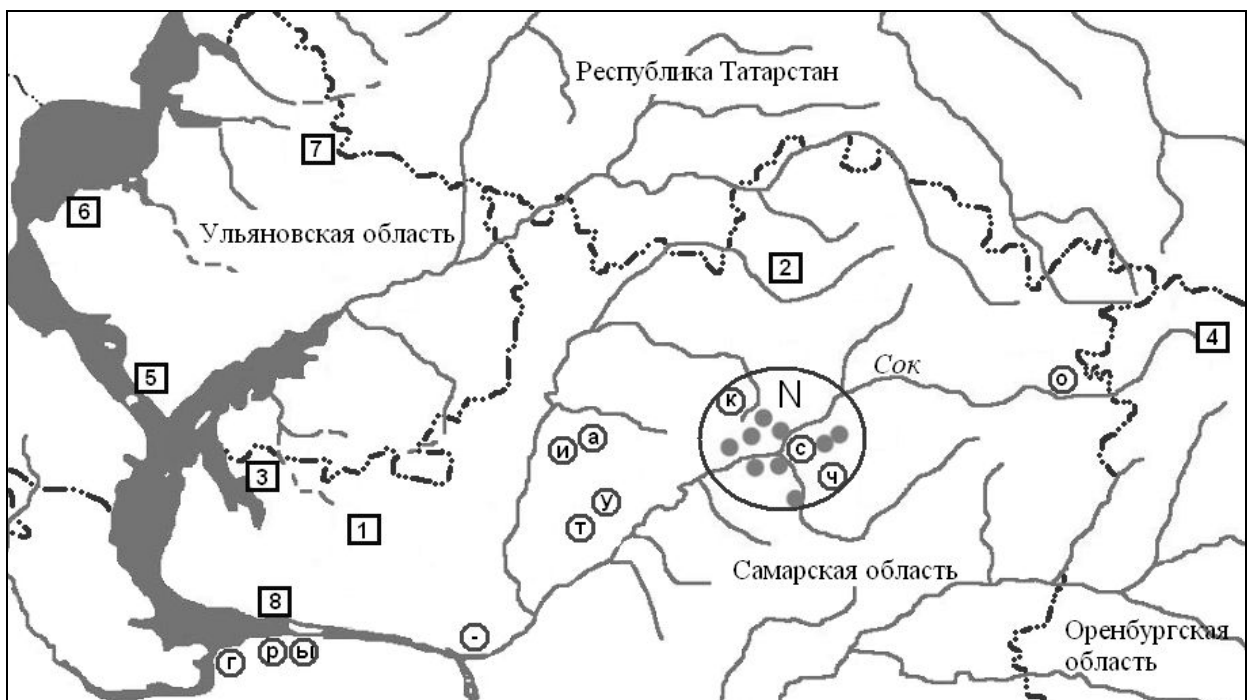 Республика Татарстан
7
6
Ульяновская область
2
4
Сок
5
о
к
N
а
и
с
3
ч
у
1
т
Самарская область
8
-
Оренбургская
область
г
р
ы